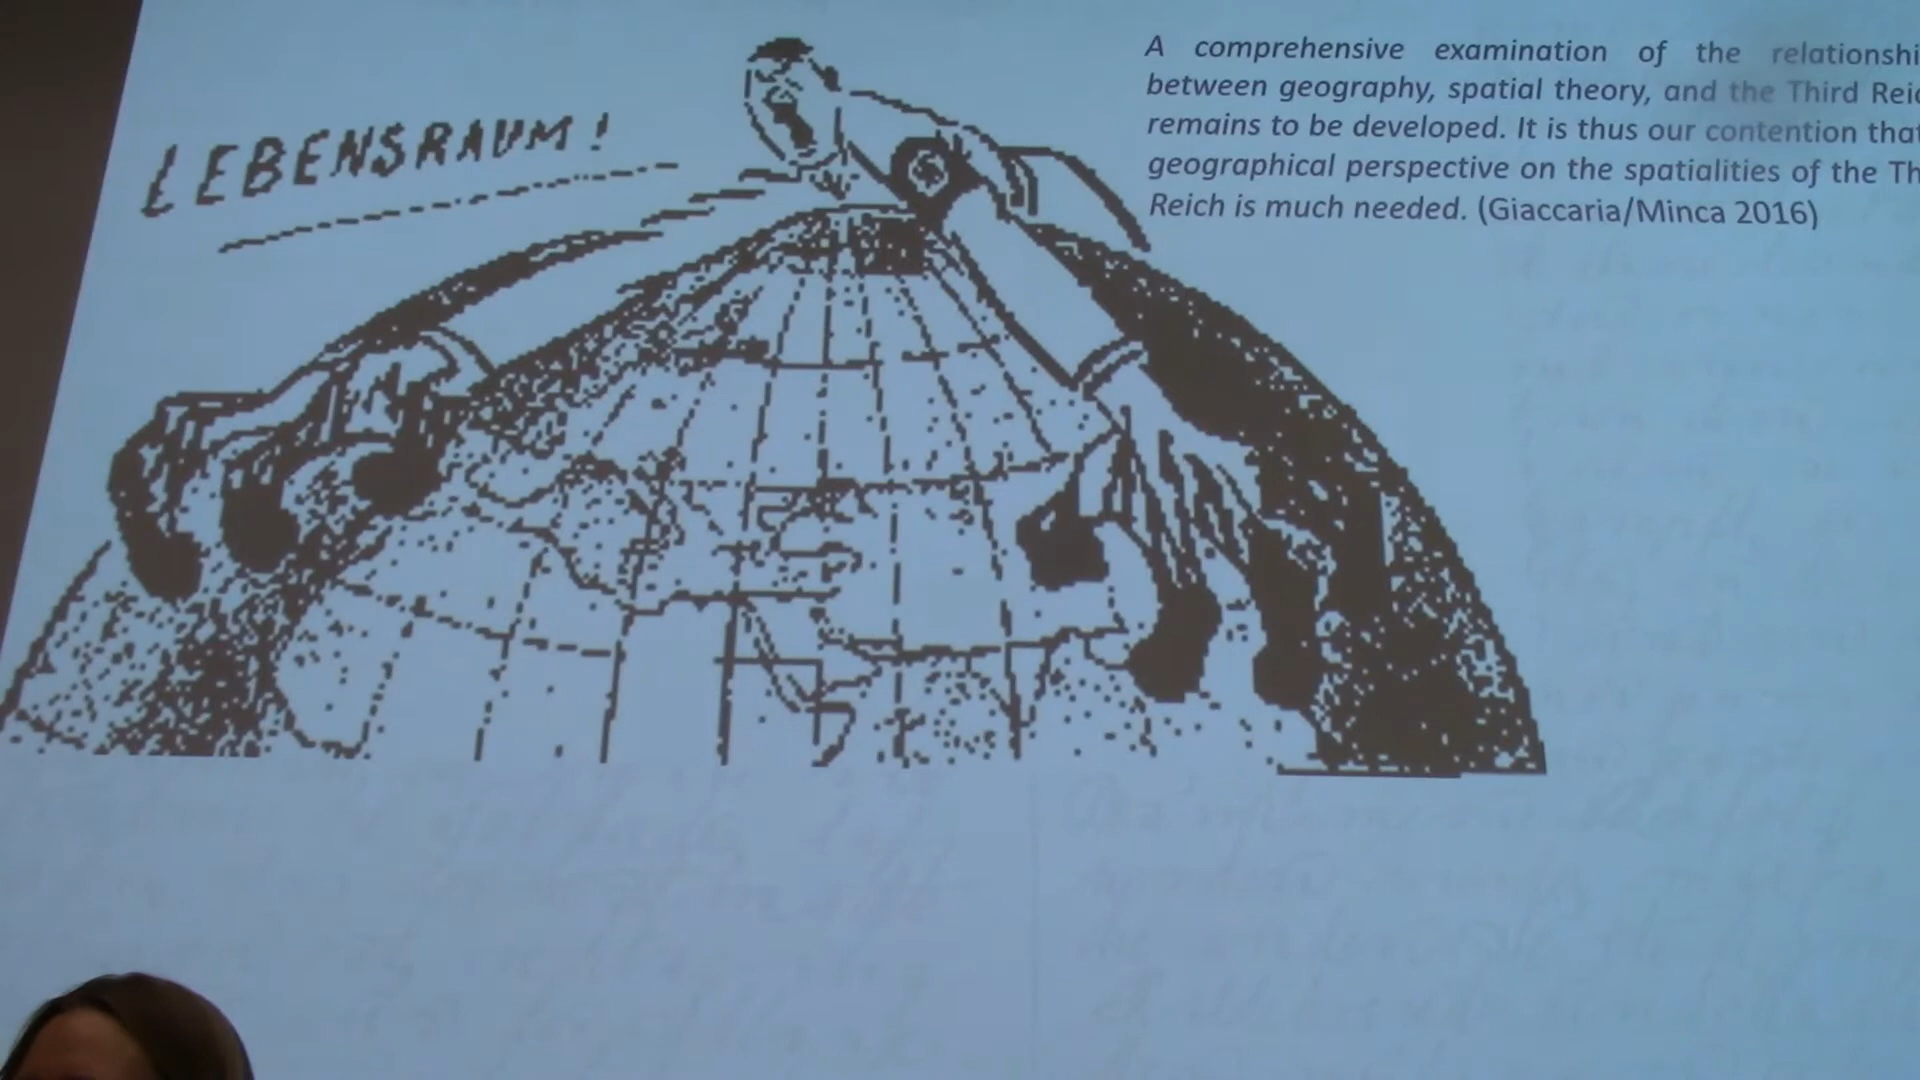 LEBENSRAUM!
A comprehensive examination of the
between geography, spatial theory, and the Third
remains to be developed. It is thus our contention
geographical perspective on the spatialities of the
Reich is much needed. (Giaccaria/Minca 2016)